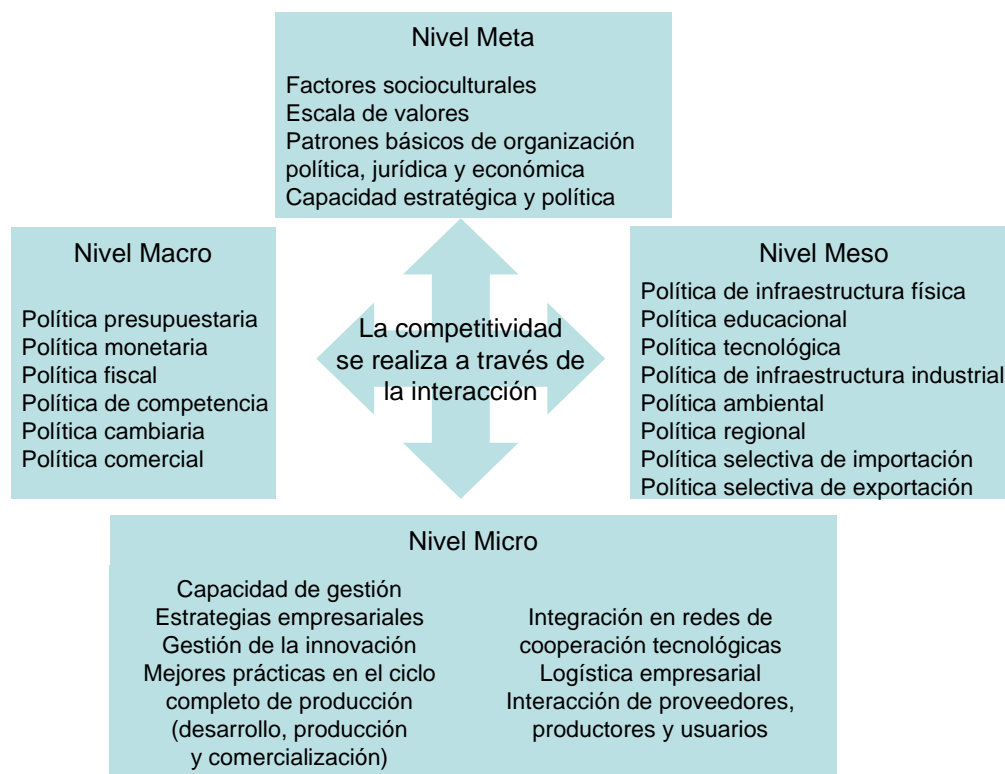 Nivel Meta
Factores socioculturales
Escala de valores
Patrones básicos de organización
política, jurídica y económica
Capacidad estratégica y política
Nivel Macro
Política presupuestaria
Política monetaria
Política fiscal
Política de competencia
Política cambiaria
Política comercial
La competitividad
se realiza a través de
la interacción
Nivel Meso
Política de infraestructura física
Política educacional
Política tecnológica
Política de infraestructura industrial
Política ambiental
Política regional
Política selectiva de importación
Política selectiva de exportación
Nivel Micro
Capacidad de gestión
Estrategias empresariales
Gestión de la innovación
Mejores prácticas en el ciclo
completo de producción
(desarrollo, producción
y comercialización)
Integración en redes de
cooperación tecnológicas
Logística empresarial
Interacción de proveedores,
productores y usuarios